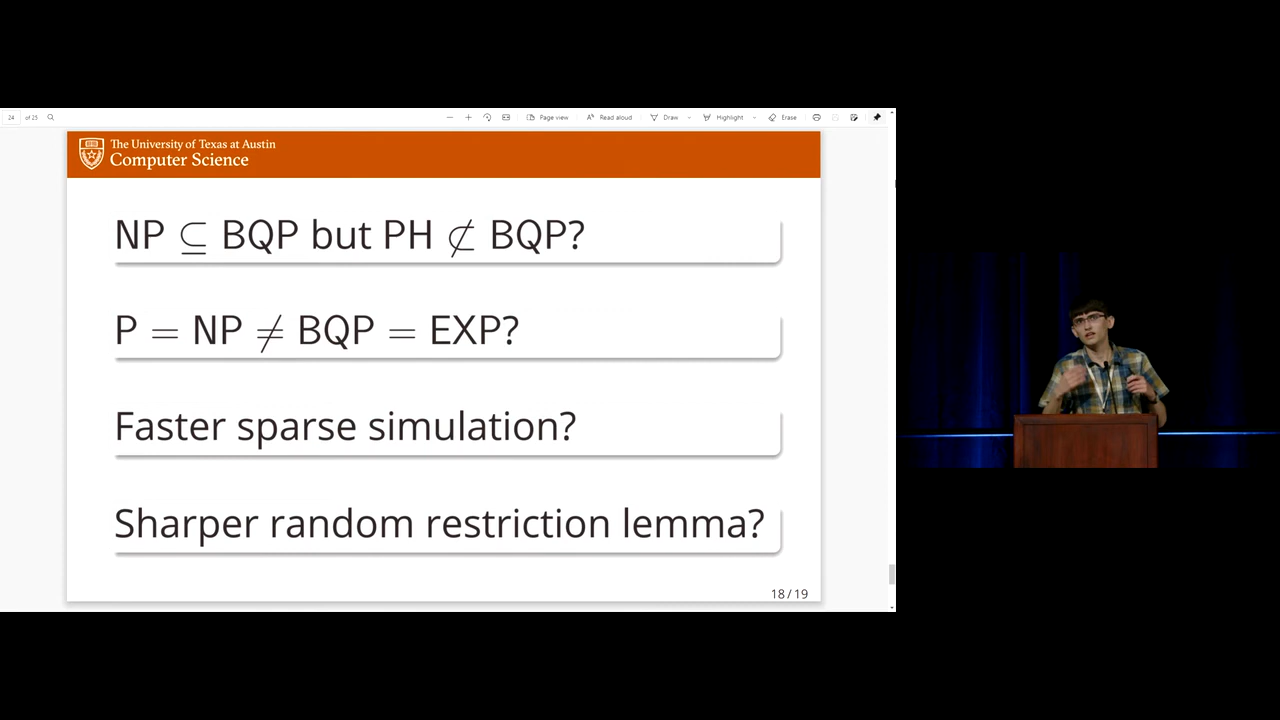 24 of 25 Page view Read aloud Draw Highlight Erase
The University of Texas at Austin
Computer Science
NP ⊆ BQP but PH ⊄ BQP?
P = NP ≠ BQP = EXP?
Faster sparse simulation?
Sharper random restriction lemma?
18/19